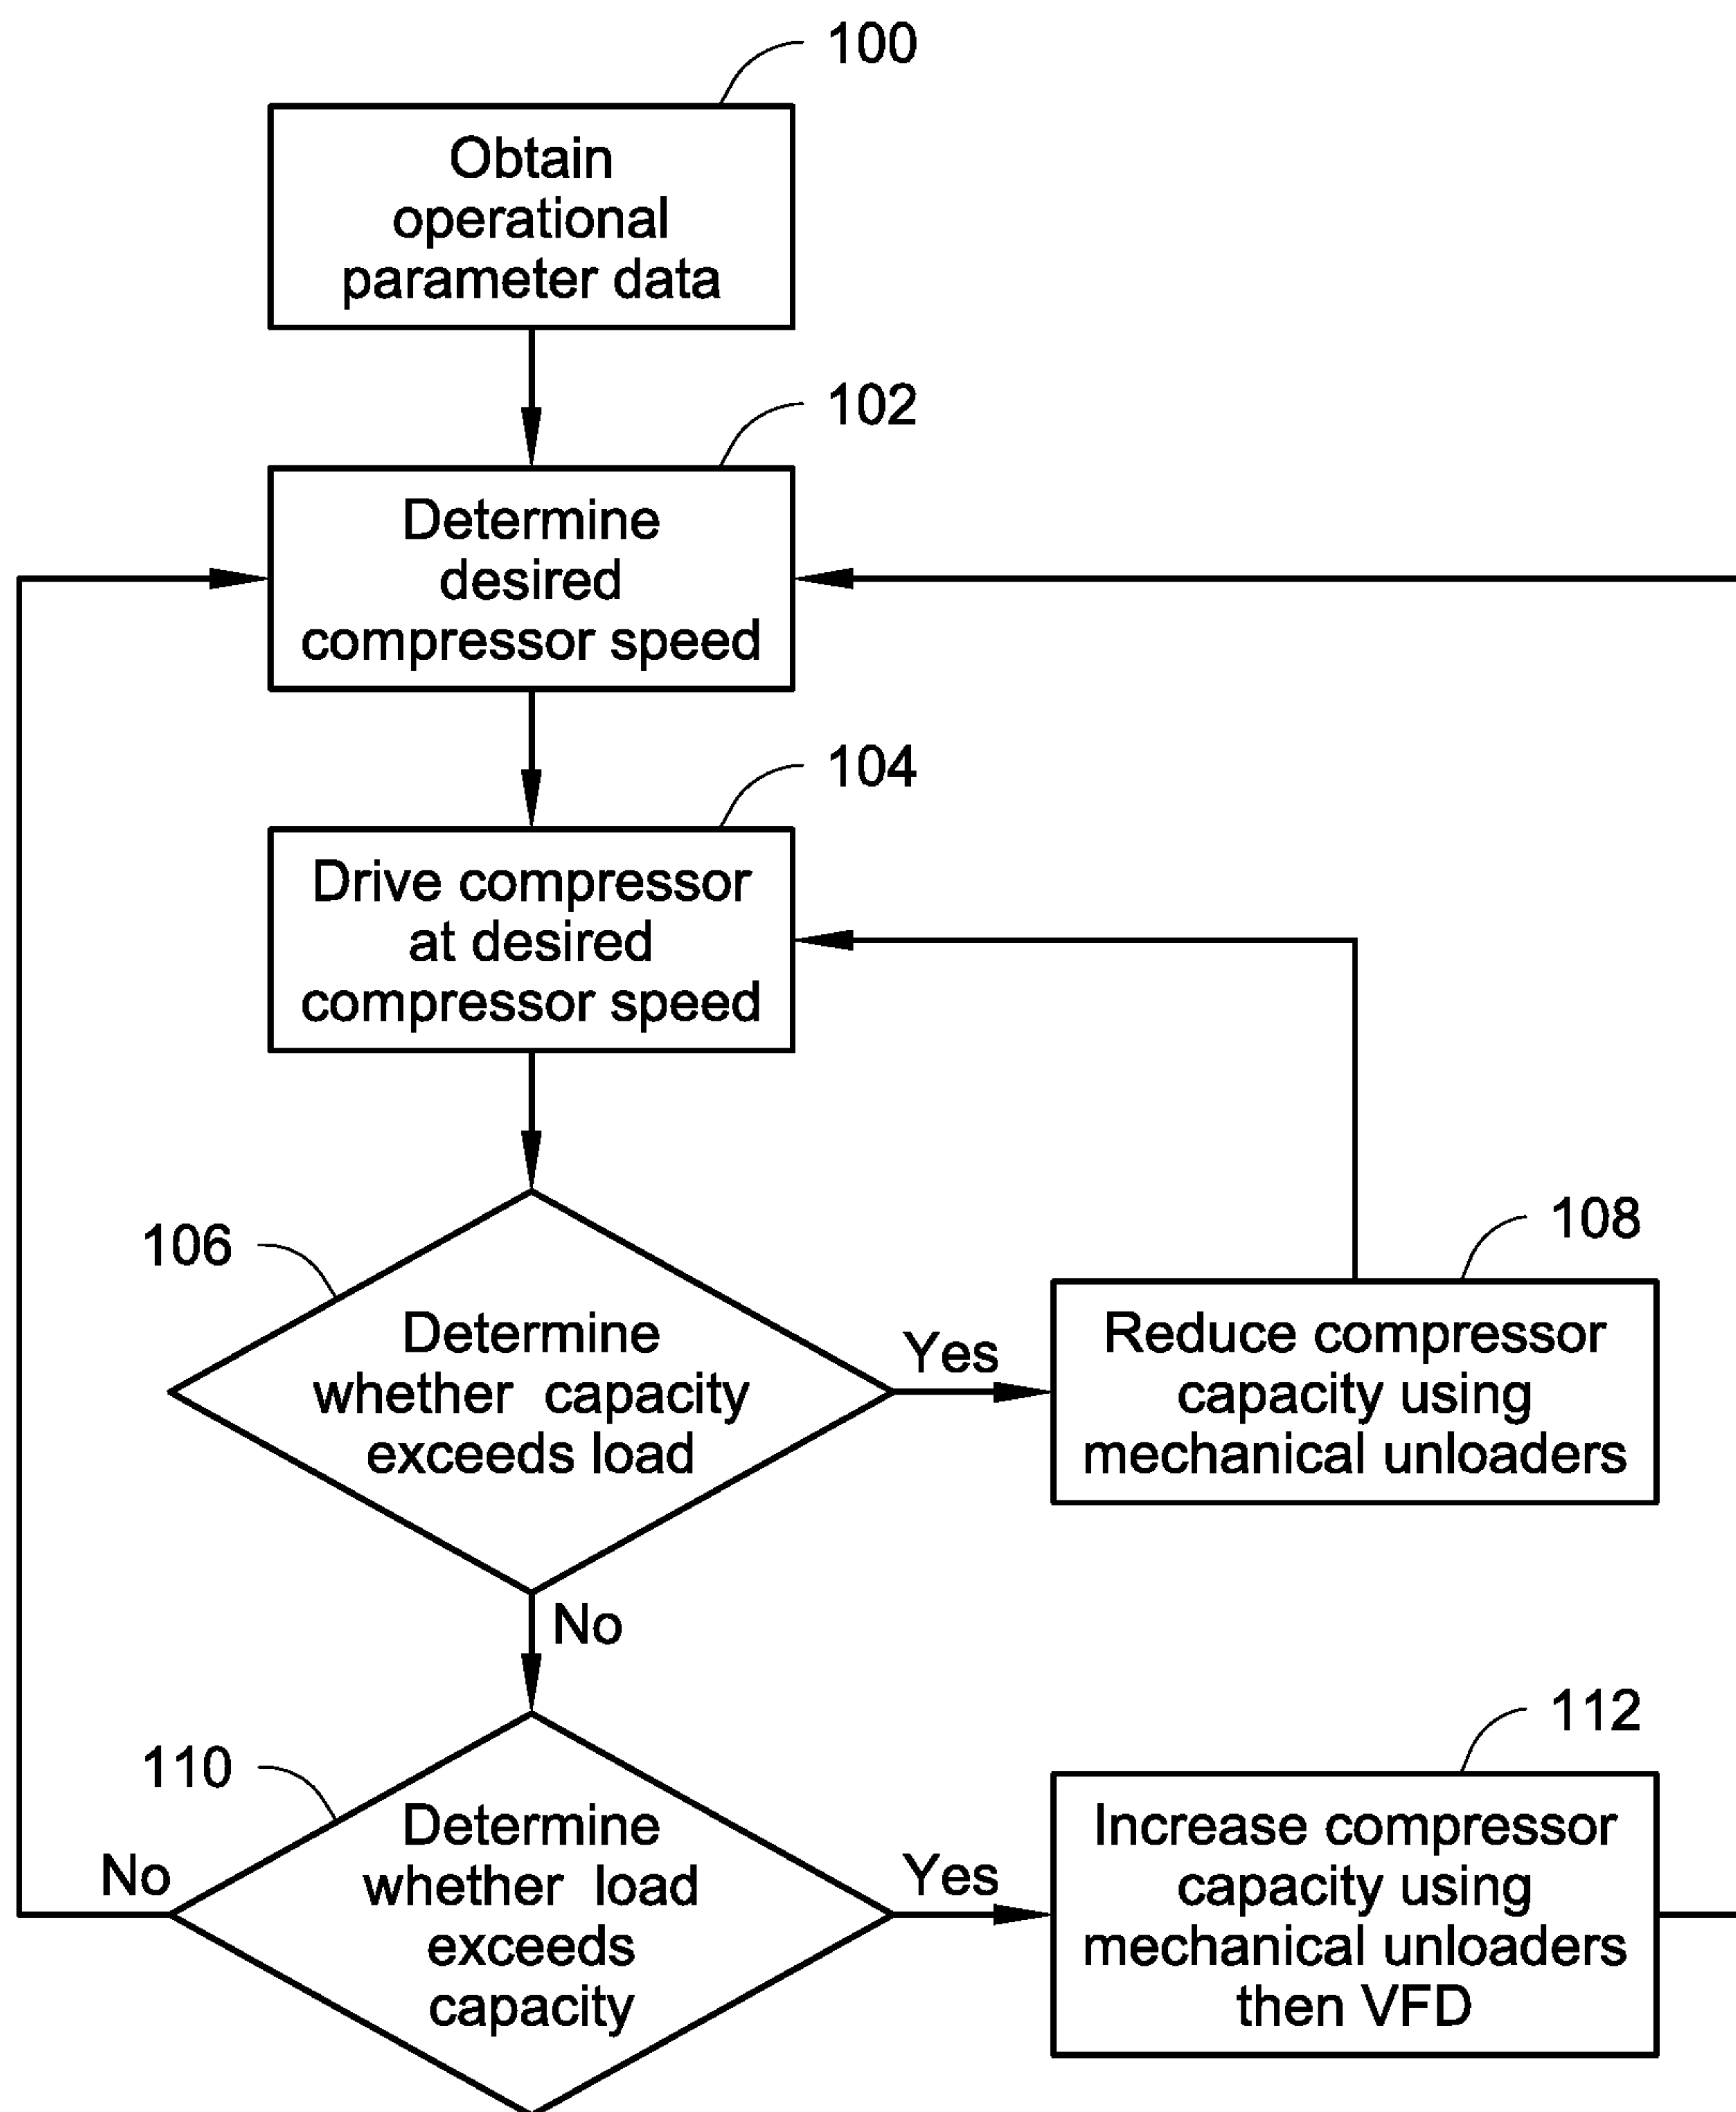 100
Obtain
operational
parameter data
102
Determine
desired
compressor speed
104
Drive compressor
at desired
compressor speed
106
Determine
whether capacity
exceeds load
Yes
108
Reduce compressor
capacity using
mechanical unloaders
No
110
Determine
whether load
exceeds
capacity
No
Yes
112
Increase compressor
capacity using
mechanical unloaders
then VFD